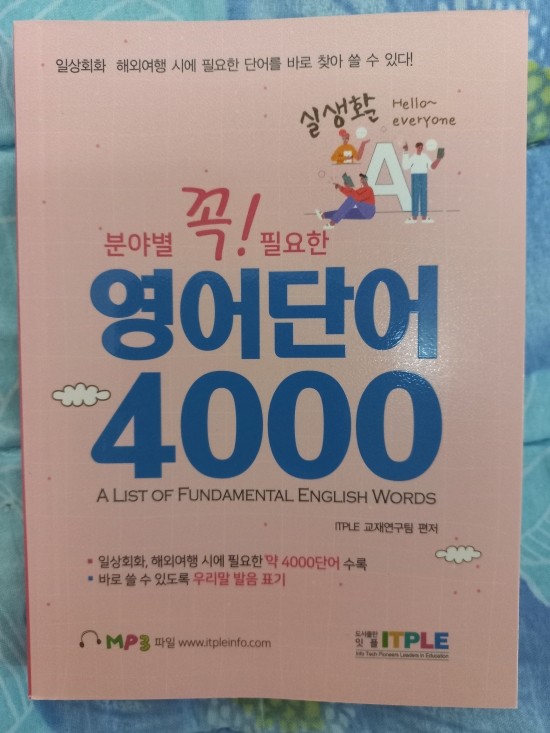 일상회화 해외여행 시에 필요한 단어를 바로 찾아 쓸 수 있다!
실생활
Hello~
everyone
A
분야별 꼭! 필요한
영어단어
4000
A LIST OF FUNDAMENTAL ENGLISH WORDS
ITPLE 교재연구팀 편저
• 일상회화, 해외여행 시에 필요한 약 4000단어 수록
• 바로 쓸 수 있도록 우리말 발음 표기
MP3 파일 www.itpleinfo.com
도서출판
잇플 ITPLE
Info Tech Pioneers Leaders in Education